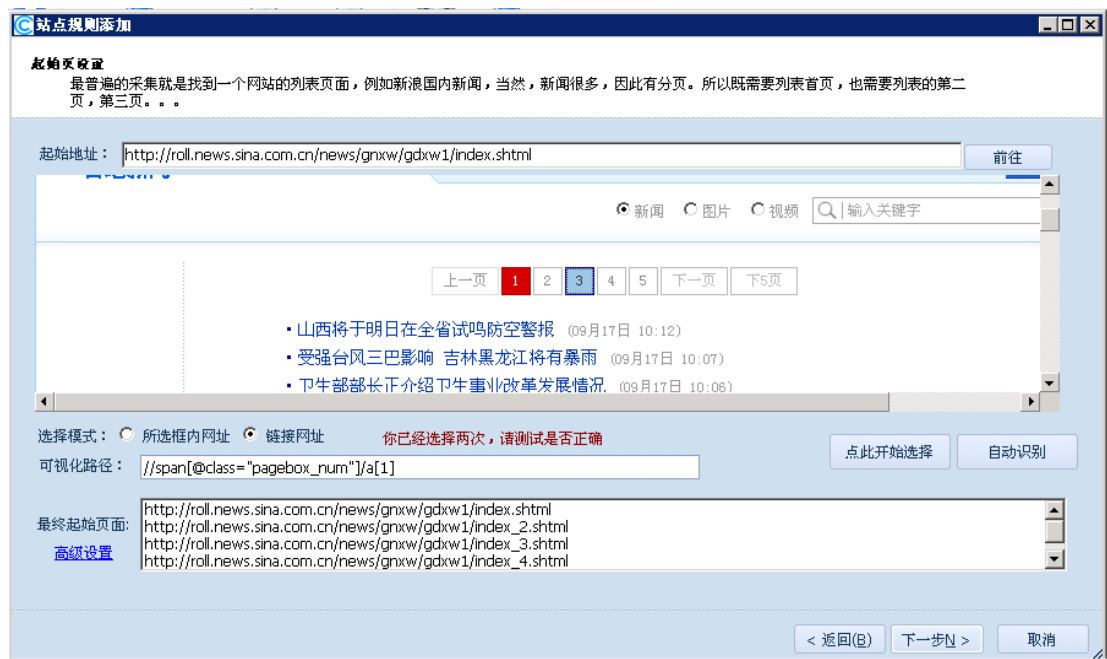 站点规则添加
起始页设置
最普遍的采集就是找到一个网站的列表页面，例如新浪国内新闻，当然，新闻很多，因此有分页。所以既需要列表首页，也需要列表的第二
页，第三页。。。
起始地址： http://roll.news.sina.com.cn/news/gnxw/gdxw1/index.shtml 前往
新闻 图片 视频 输入关键字
上一页 1 2 3 4 5 下一页 下5页
·山西将于明日在全省试鸣防空警报 (09月17日 10:12)
·受强台风三巴影响 吉林黑龙江将有暴雨 (09月17日 10:07)
·卫生部部长正介绍卫生事业改革发展情况 (09月17日 10:06)
选择模式： 所选框内网址 链接网址 你已经选择两次，请测试是否正确
点此开始选择 自动识别
可视化路径： //span[@class="pagebox_num"]/a[1]
最终起始页面:
http://roll.news.sina.com.cn/news/gnxw/gdxw1/index.shtml
http://roll.news.sina.com.cn/news/gnxw/gdxw1/index_2.shtml
http://roll.news.sina.com.cn/news/gnxw/gdxw1/index_3.shtml
http://roll.news.sina.com.cn/news/gnxw/gdxw1/index_4.shtml
高级设置
< 返回(B) 下一步N > 取消